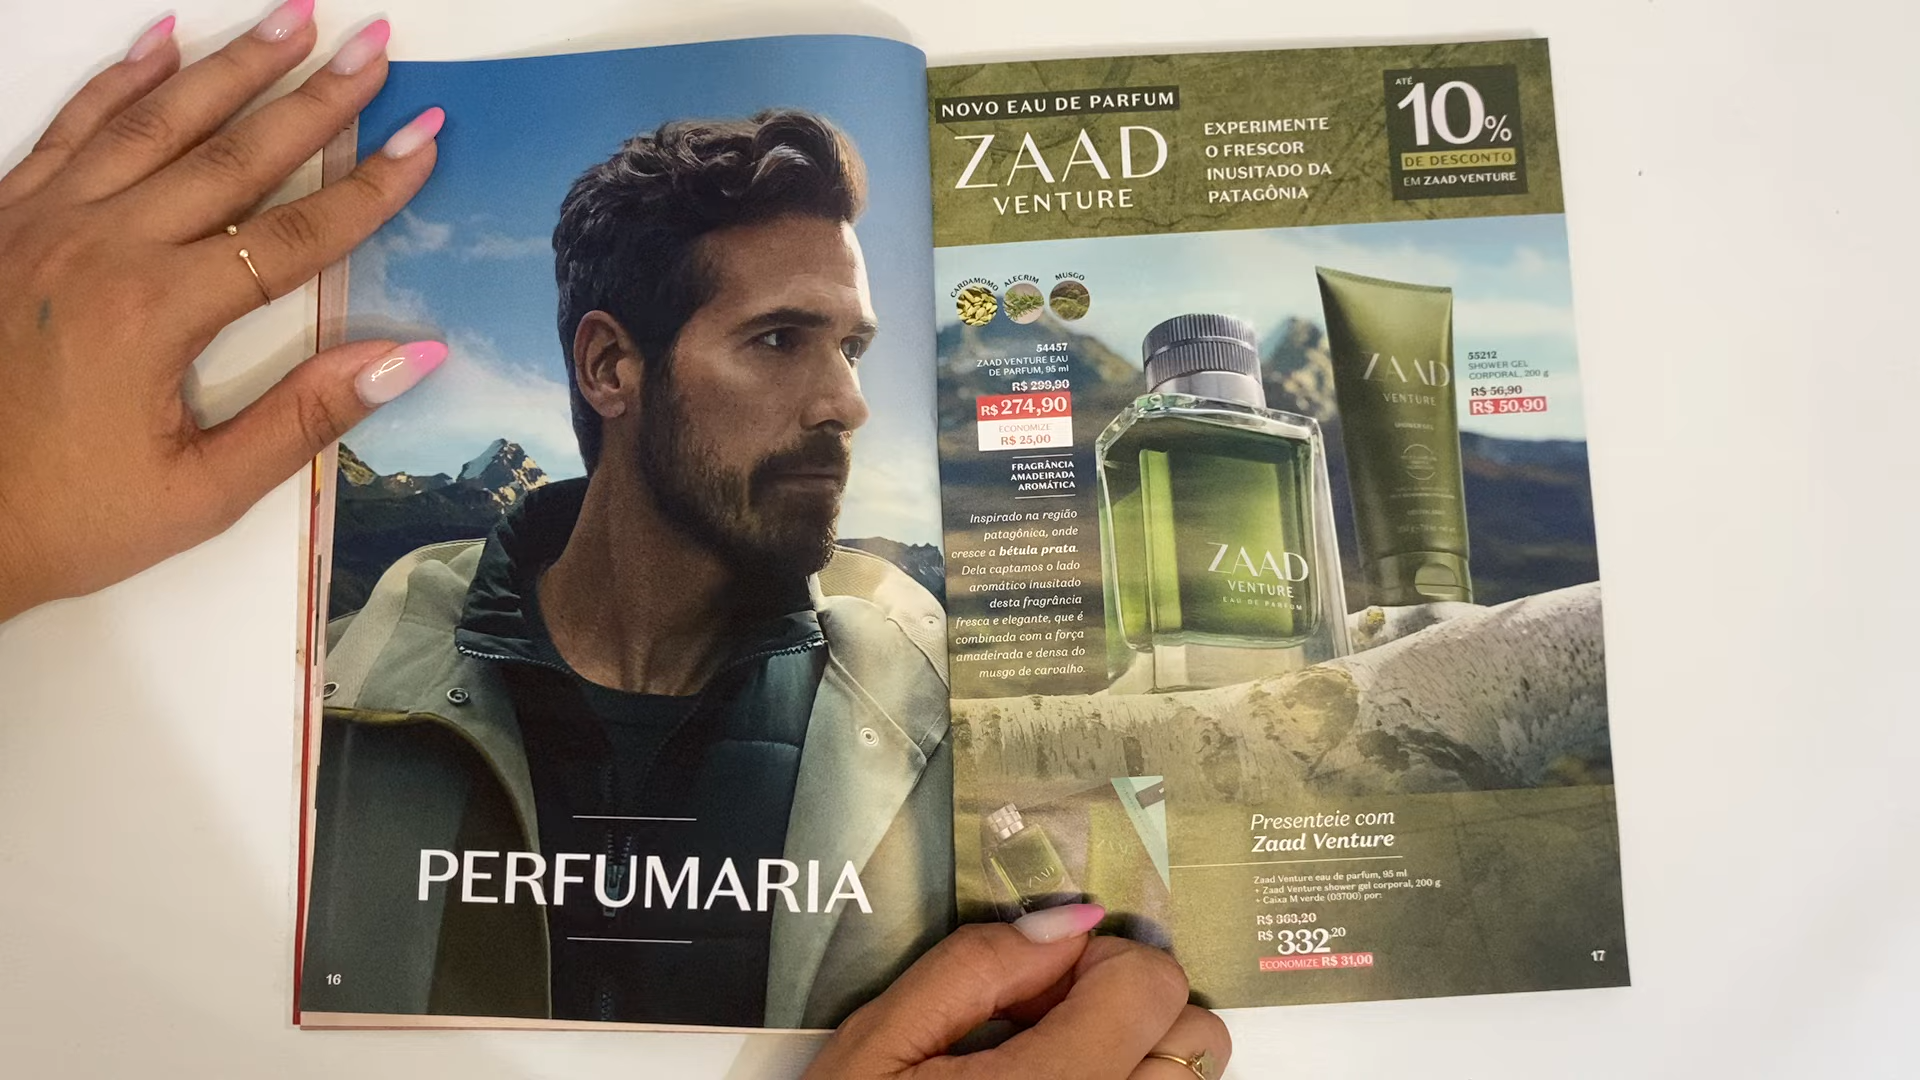 PERFUMARIA
16
NOVO EAU DE PARFUM
ZAAD
VENTURE
EXPERIMENTE
O FRESCOR
INUSITADO DA
PATAGÔNIA
ATÉ
10%
DE DESCONTO
EM ZAAD VENTURE
CARDAMOMO
ALECRIM
MUSGO
54457
ZAAD VENTURE EAU
DE PARFUM, 95 ml
R$ 299,90
R$ 274,90
ECONOMIZE
R$ 25,00
FRAGRÂNCIA
AMADEIRADA
AROMÁTICA
Inspirado na região
patagônica, onde
cresce a bétula prata.
Dela captamos o lado
aromático inusitado
desta fragrância
fresca e elegante, que é
combinada com a força
amadeirada e densa do
musgo de carvalho.
ZAAD
VENTURE
EAU DE PARFUM
ZAAD
VENTURE
SHOWER GEL
55212
SHOWER GEL
CORPORAL, 200 g
R$ 56,90
R$ 50,90
Presenteie com
Zaad Venture
Zaad Venture eau de parfum, 95 ml
+ Zaad Venture shower gel corporal, 200 g
+ Caixa M verde (03700) por:
R$ 363,20
R$ 332,20
ECONOMIZE R$ 31,00
17